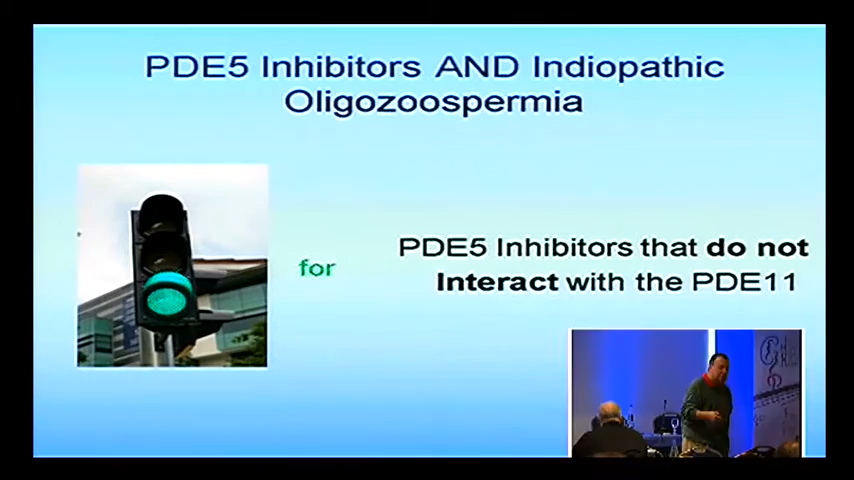 PDE5 Inhibitors AND Indiopathic
Oligozoospermia
for
PDE5 Inhibitors that do not
Interact with the PDE11